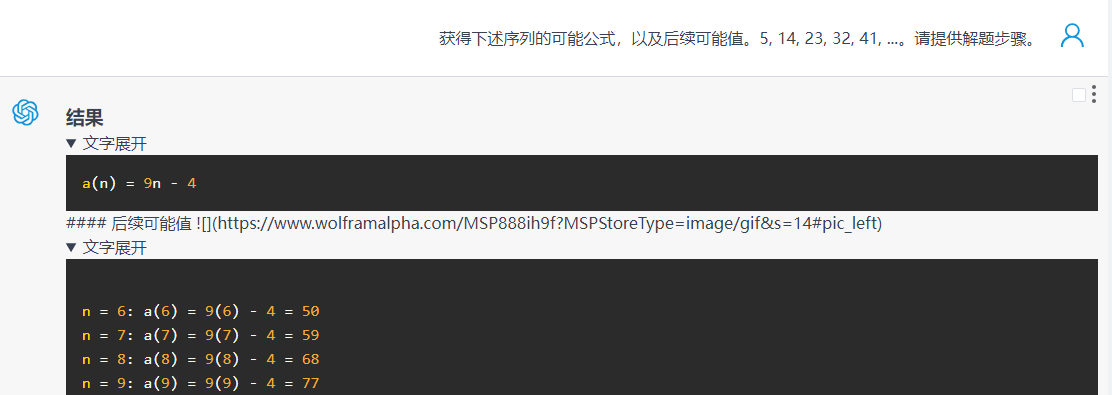 获得下述序列的可能公式，以及后续可能值。5, 14, 23, 32, 41, ...。请提供解题步骤。
结果
▼ 文字展开
a(n) = 9n - 4
#### 后续可能值 ![](https://www.wolframalpha.com/MSP888ih9f?MSPStoreType=image/gif&s=14#pic_left)
▼ 文字展开
n = 6: a(6) = 9(6) - 4 = 50
n = 7: a(7) = 9(7) - 4 = 59
n = 8: a(8) = 9(8) - 4 = 68
n = 9: a(9) = 9(9) - 4 = 77